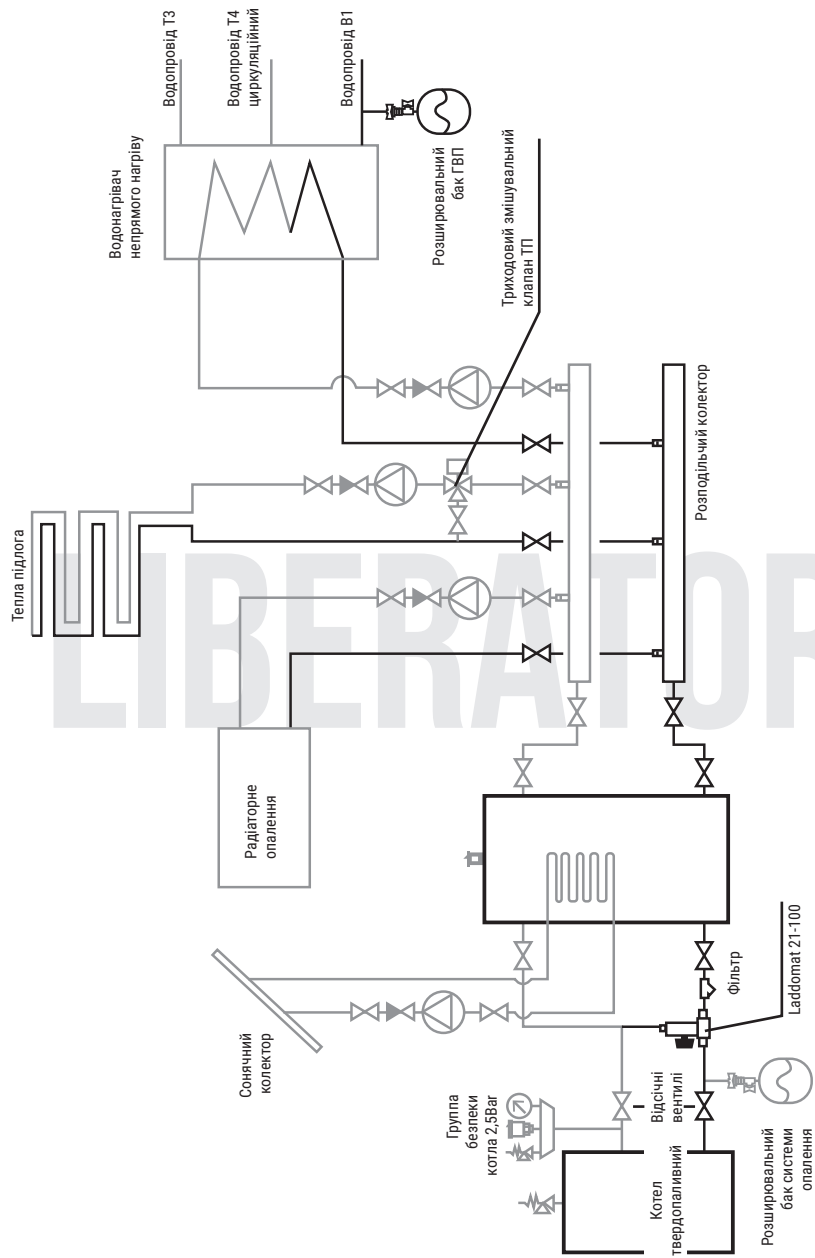 Водопровід Т3
Водопровід Т4
циркуляційний
Водопровід В1
Водонагрівач
непрямого нагріву
Розширювальний
бак ГВП
Триходовий змішувальний
клапан ТП
Тепла підлога
Розподільчий колектор
LIBERATOR
Радіаторне
опалення
Сонячний
колектор
Фільтр
Laddomat 21-100
Группа
безпеки
котла 2,5Bar
Відсічні
вентилі
Котел
твердопаливний
Розширювальний
бак системи
опалення